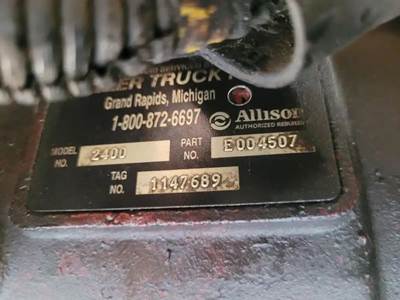 TRUCK
Grand Rapids, Michigan
1-800-872-6697
Allison
AUTHORIZED REBUILDER
MODEL NO. 2400 PART NO. E004507
TAG NO. 1147689